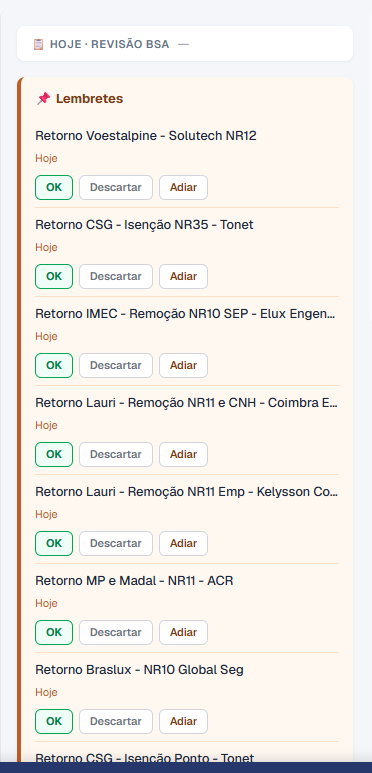 HOJE · REVISÃO BSA —
Lembretes
Retorno Voestalpine - Solutech NR12
Hoje
OK Descartar Adiar
Retorno CSG - Isenção NR35 - Tonet
Hoje
OK Descartar Adiar
Retorno IMEC - Remoção NR10 SEP - Elux Engen...
Hoje
OK Descartar Adiar
Retorno Lauri - Remoção NR11 e CNH - Coimbra E...
Hoje
OK Descartar Adiar
Retorno Lauri - Remoção NR11 Emp - Kelysson Co...
Hoje
OK Descartar Adiar
Retorno MP e Madal - NR11 - ACR
Hoje
OK Descartar Adiar
Retorno Braslux - NR10 Global Seg
Hoje
OK Descartar Adiar
Retorno CSG - Isenção Ponto - Tonet